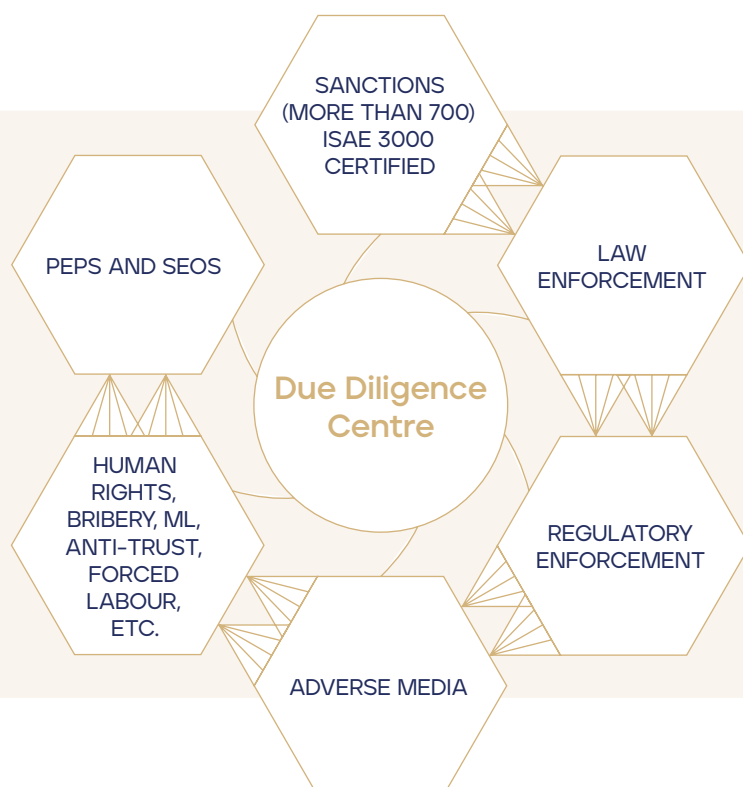 SANCTIONS
(MORE THAN 700)
ISAE 3000
CERTIFIED
LAW
ENFORCEMENT
PEPS AND SEOS
Due Diligence
Centre
HUMAN
RIGHTS,
BRIBERY, ML,
ANTI-TRUST,
FORCED
LABOUR,
ETC.
REGULATORY
ENFORCEMENT
ADVERSE MEDIA